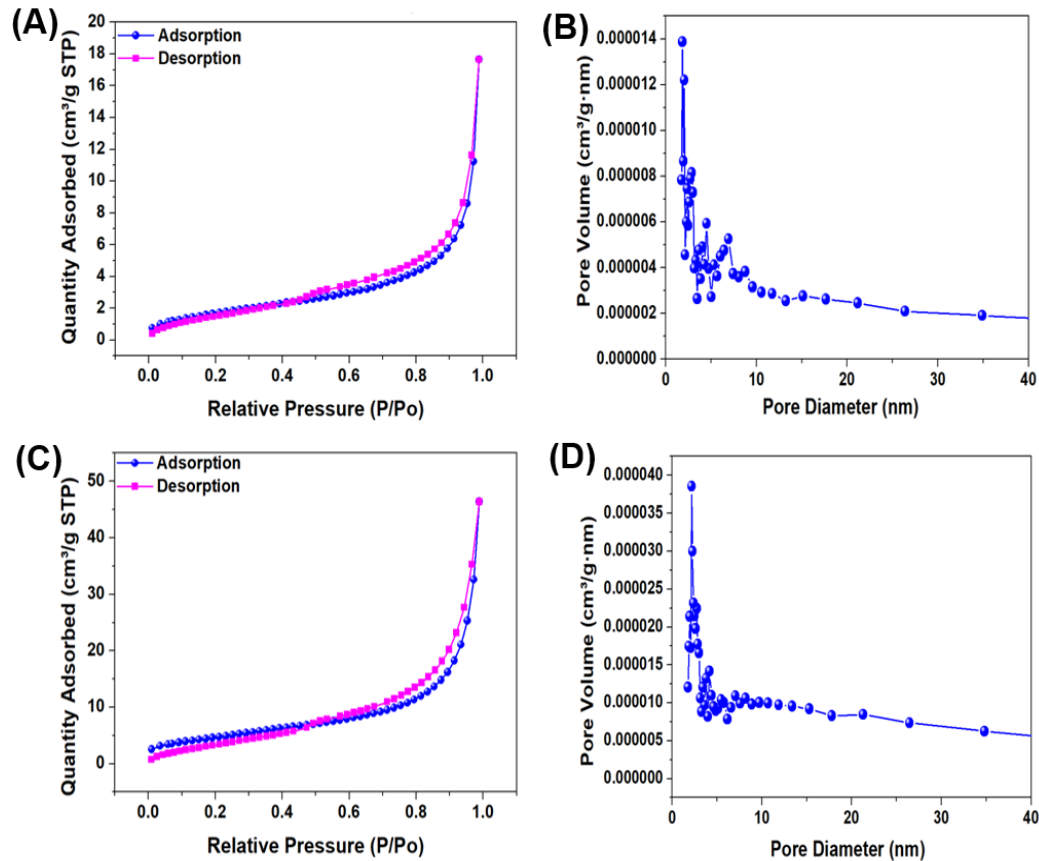 (A)
Quantity Adsorbed (cm³/g STP)
20
18
16
14
12
10
8
6
4
2
0
Adsorption
Desorption
0.0 0.2 0.4 0.6 0.8 1.0
Relative Pressure (P/Po)
(B)
Pore Volume (cm³/g·nm)
0.000014
0.000012
0.000010
0.000008
0.000006
0.000004
0.000002
0.000000
0 10 20 30 40
Pore Diameter (nm)
(C)
Quantity Adsorbed (cm³/g STP)
50
40
30
20
10
0
Adsorption
Desorption
0.0 0.2 0.4 0.6 0.8 1.0
Relative Pressure (P/Po)
(D)
Pore Volume (cm³/g·nm)
0.000040
0.000035
0.000030
0.000025
0.000020
0.000015
0.000010
0.000005
0.000000
0 10 20 30 40
Pore Diameter (nm)